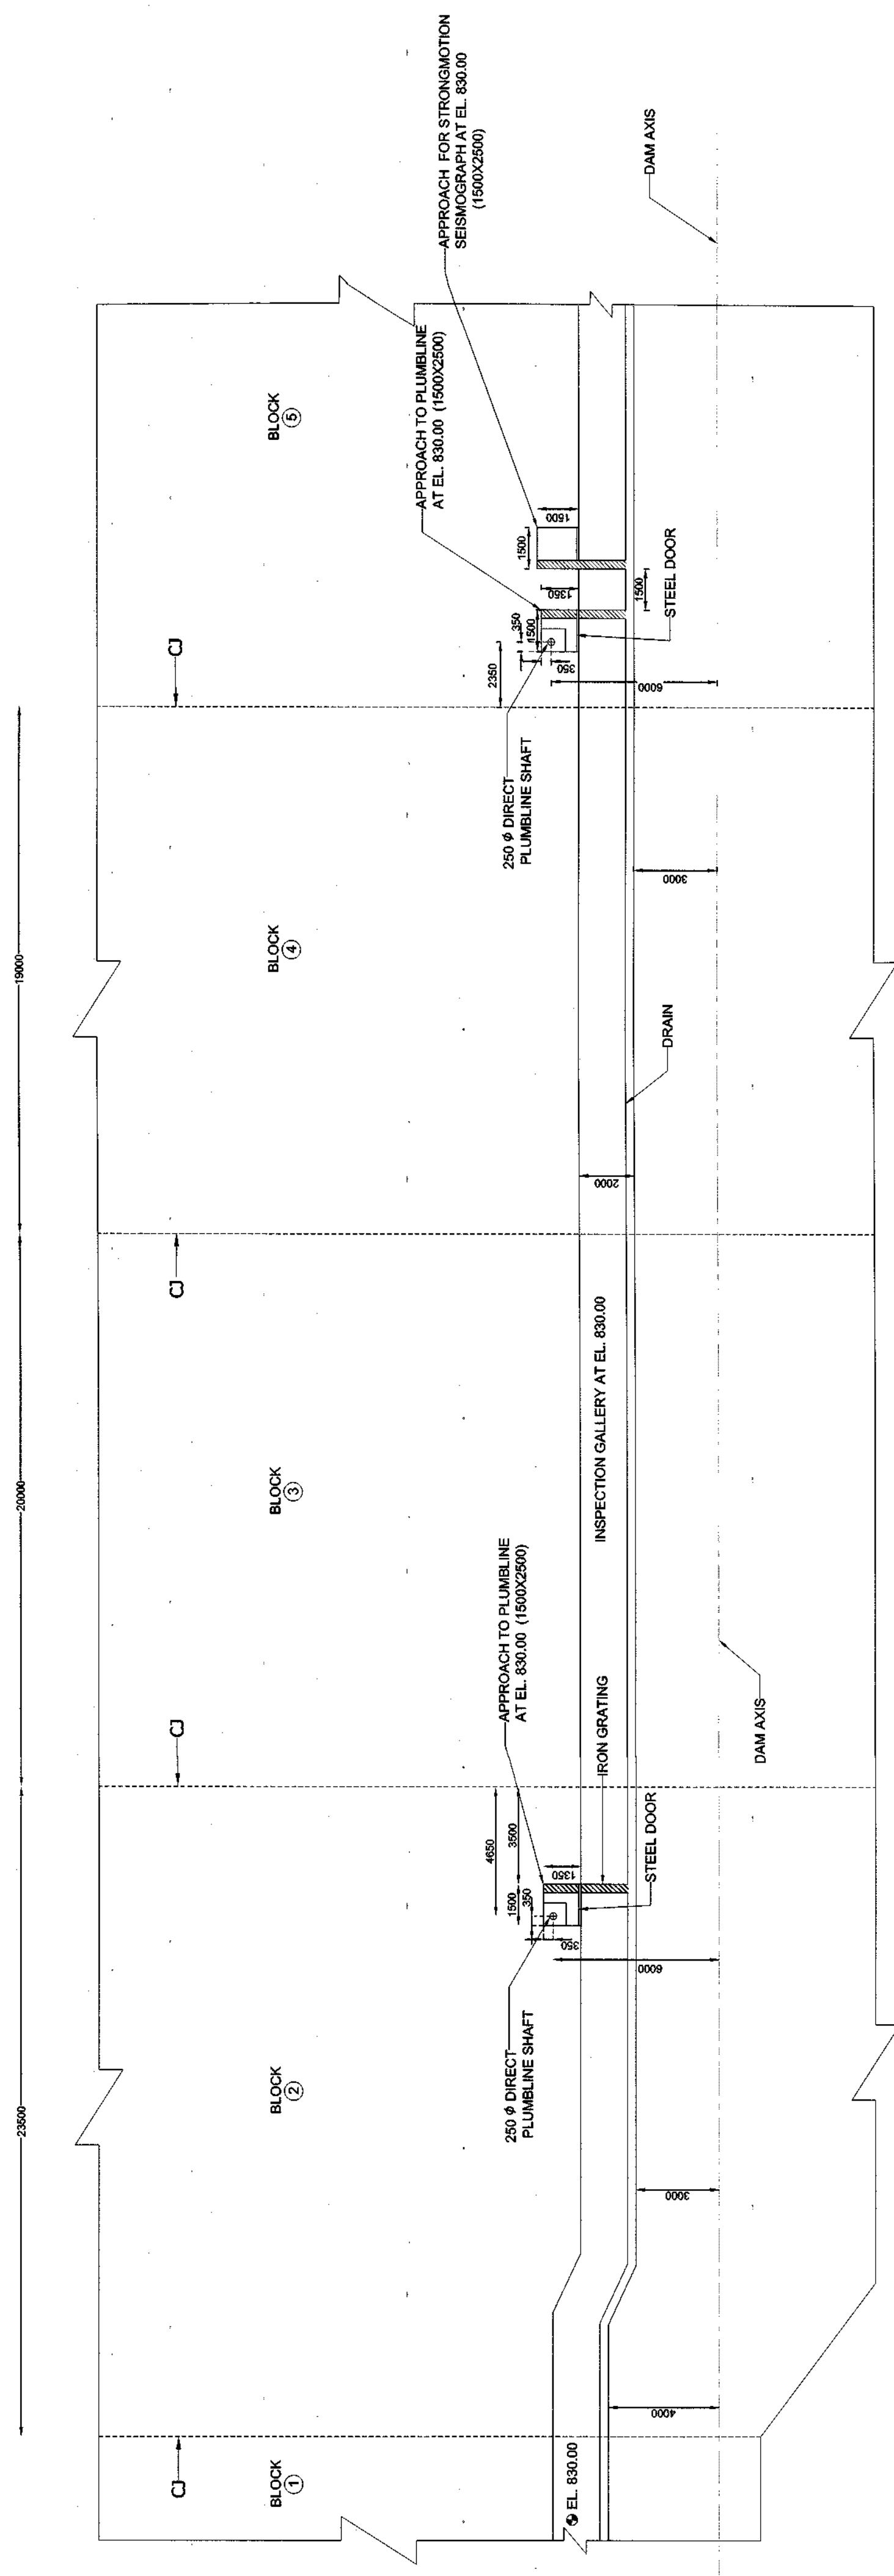 23500
20000
19000
CJ
CJ
CJ
CJ
BLOCK
1
BLOCK
2
BLOCK
3
BLOCK
4
BLOCK
5
250 ϕ DIRECT
PLUMBLINE SHAFT
APPROACH TO PLUMBLINE
AT EL. 830.00 (1500X2500)
4650
3500
1500
350
1350
350
6000
STEEL DOOR
IRON GRATING
EL. 830.00
4000
3000
INSPECTION GALLERY AT EL. 830.00
2000
DRAIN
3000
DAM AXIS
250 ϕ DIRECT
PLUMBLINE SHAFT
APPROACH TO PLUMBLINE
AT EL. 830.00 (1500X2500)
APPROACH FOR STRONGMOTION
SEISMOGRAPH AT EL. 830.00
(1500X2500)
2350
350
1500
1500
1500
1350
350
1500
6000
STEEL DOOR
DAM AXIS